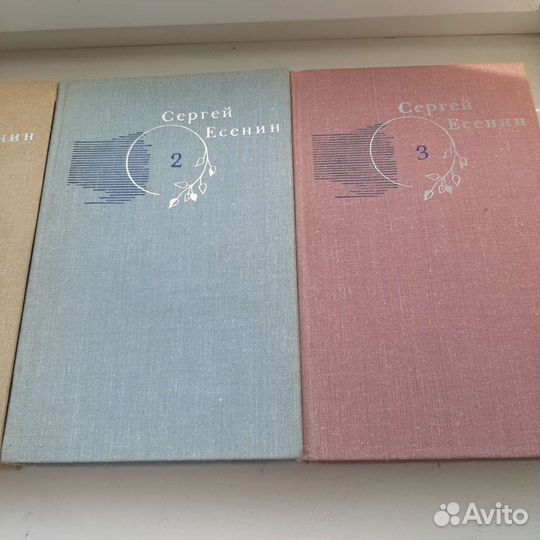 нин
Сергей
Есенин
2
Сергей
Есенин
3
Avito